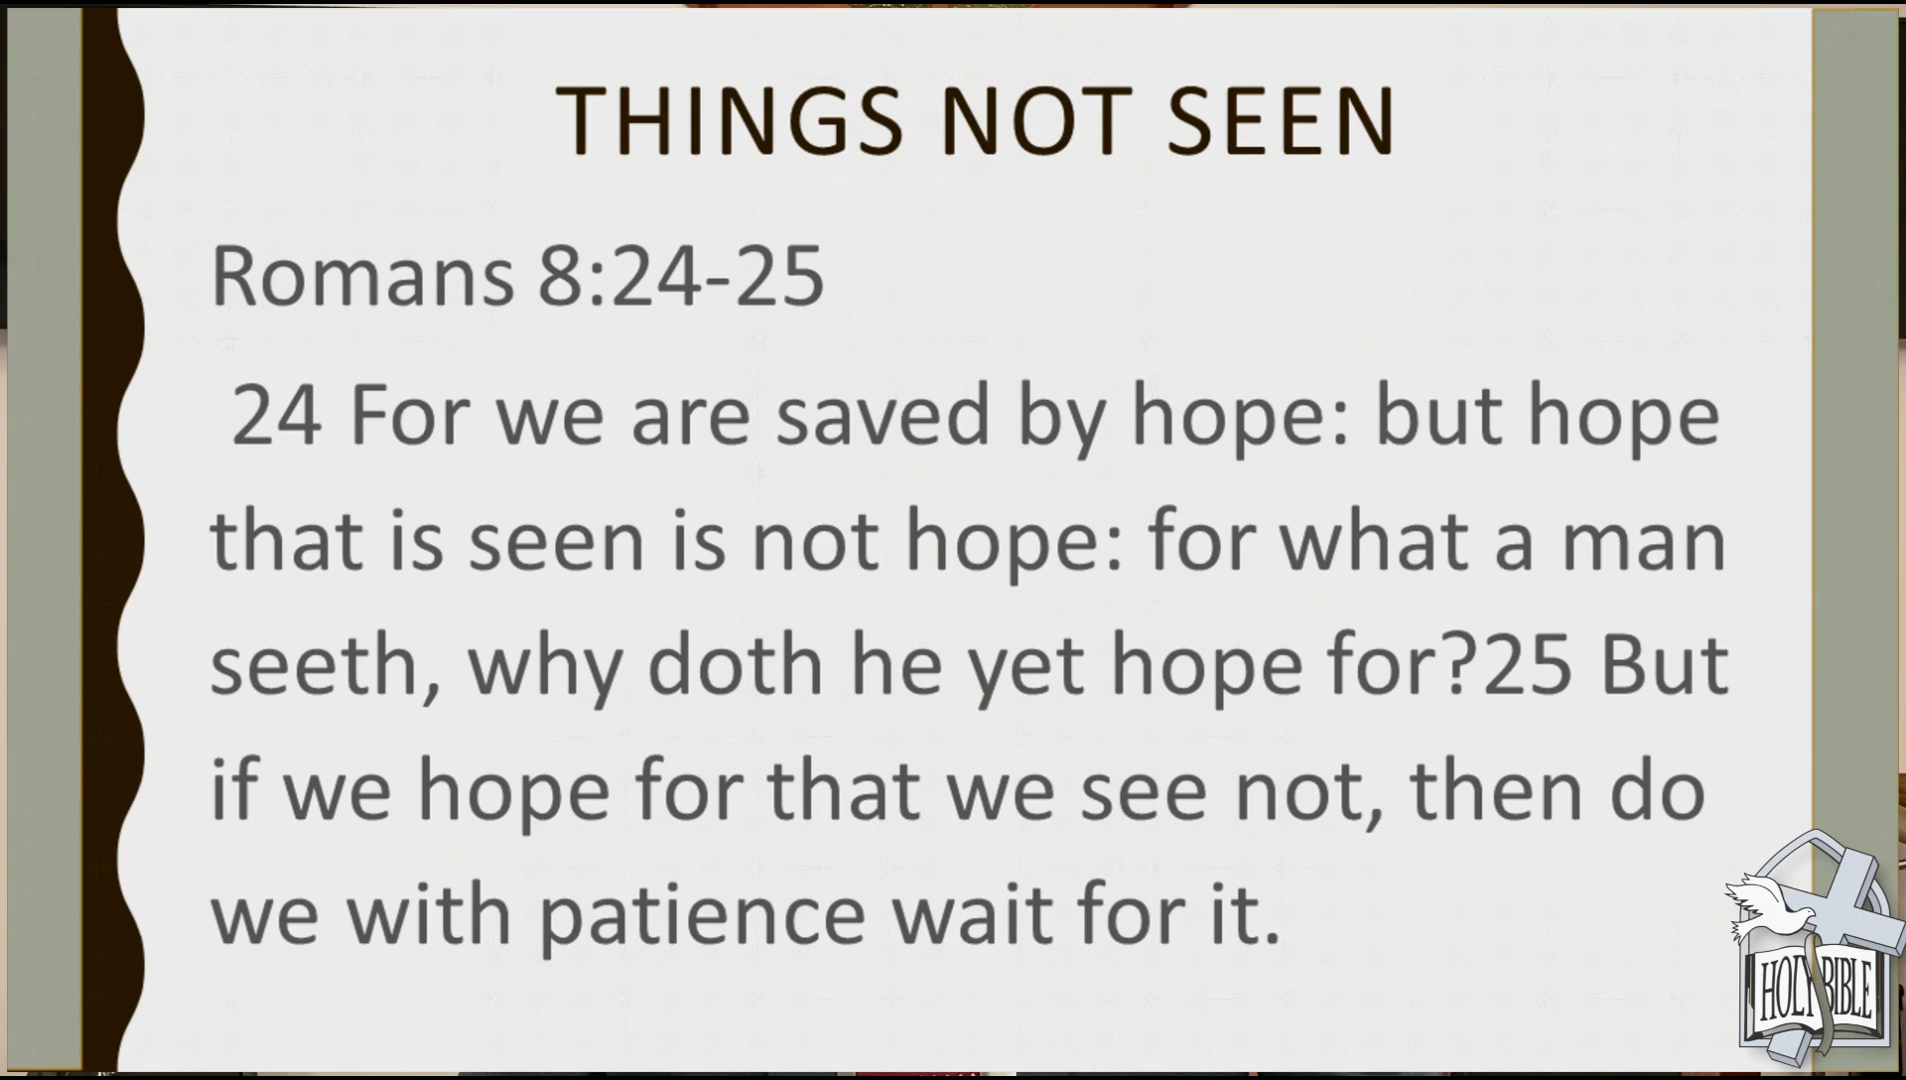 THINGS NOT SEEN
Romans 8:24-25
24 For we are saved by hope: but hope
that is seen is not hope: for what a man
seeth, why doth he yet hope for?25 But
if we hope for that we see not, then do
we with patience wait for it.
HOLY BIBLE